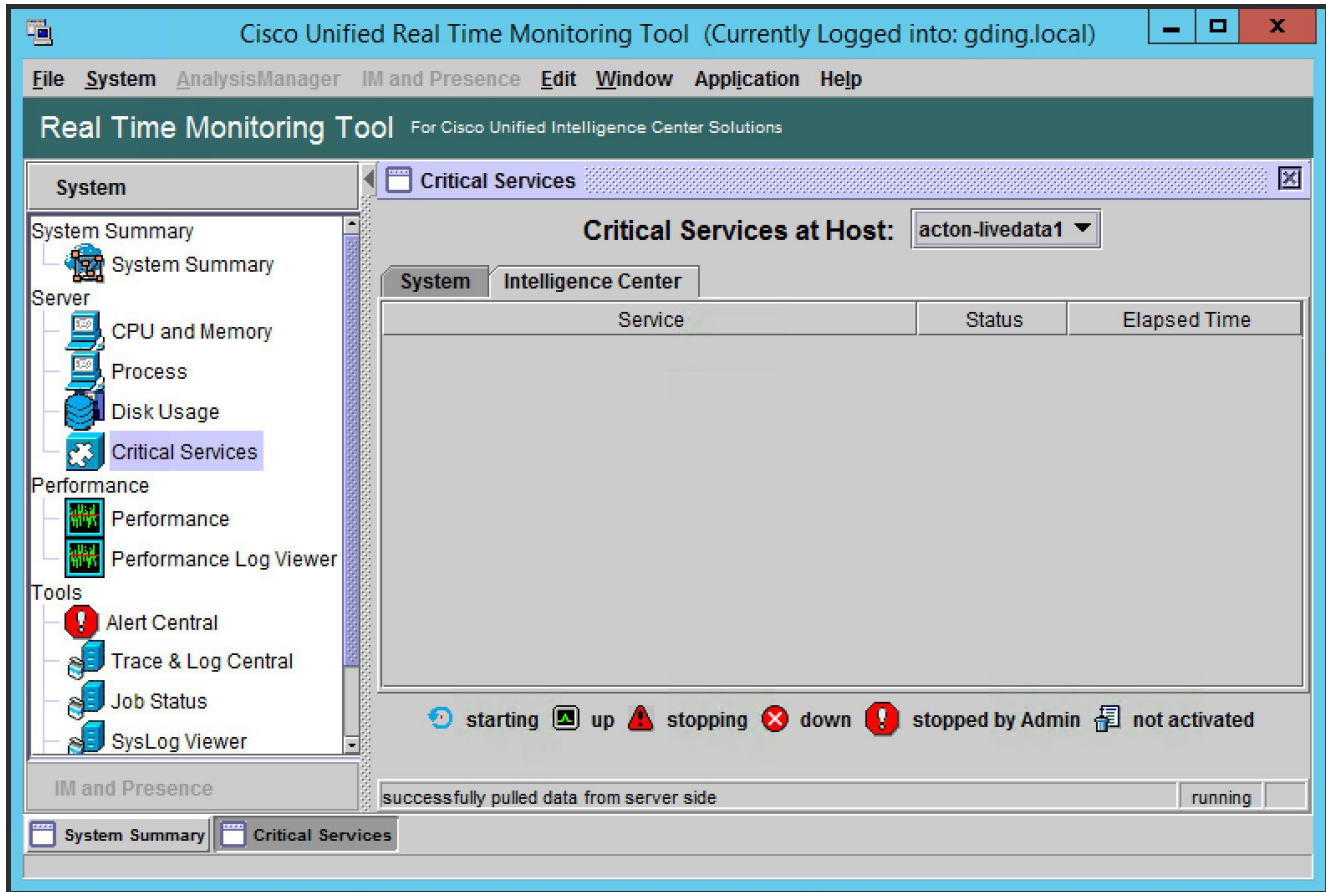 Cisco Unified Real Time Monitoring Tool (Currently Logged into: gding.local)
File System AnalysisManager IM and Presence Edit Window Application Help
Real Time Monitoring Tool For Cisco Unified Intelligence Center Solutions
System
System Summary
System Summary
Server
CPU and Memory
Process
Disk Usage
Critical Services
Performance
Performance
Performance Log Viewer
Tools
Alert Central
Trace & Log Central
Job Status
SysLog Viewer
IM and Presence
Critical Services
Critical Services at Host: acton-livedata1
System Intelligence Center
Service Status Elapsed Time
starting up stopping down stopped by Admin not activated
successfully pulled data from server side running
System Summary Critical Services